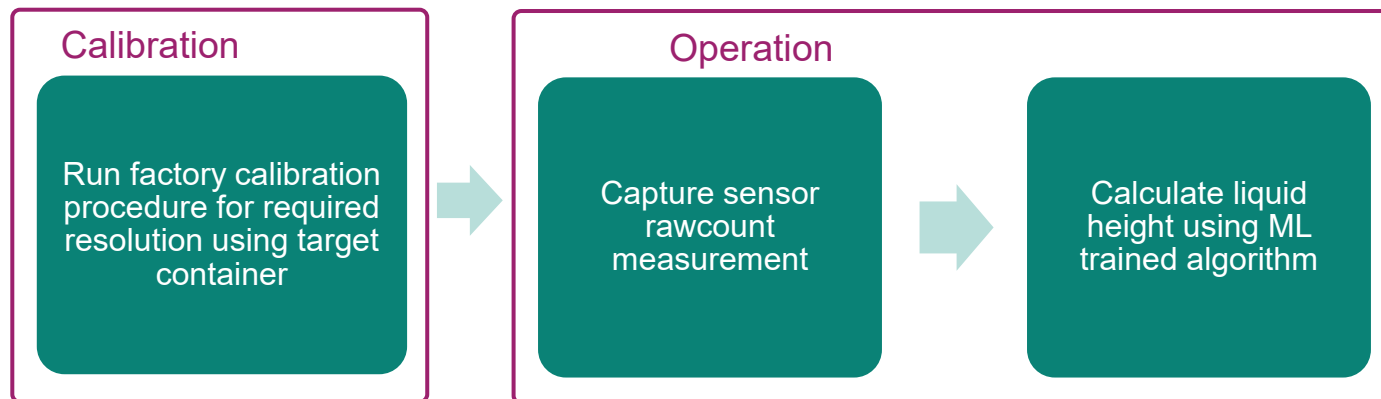 Calibration
Run factory calibration
procedure for required
resolution using target
container
Operation
Capture sensor
rawcount
measurement
Calculate liquid
height using ML
trained algorithm